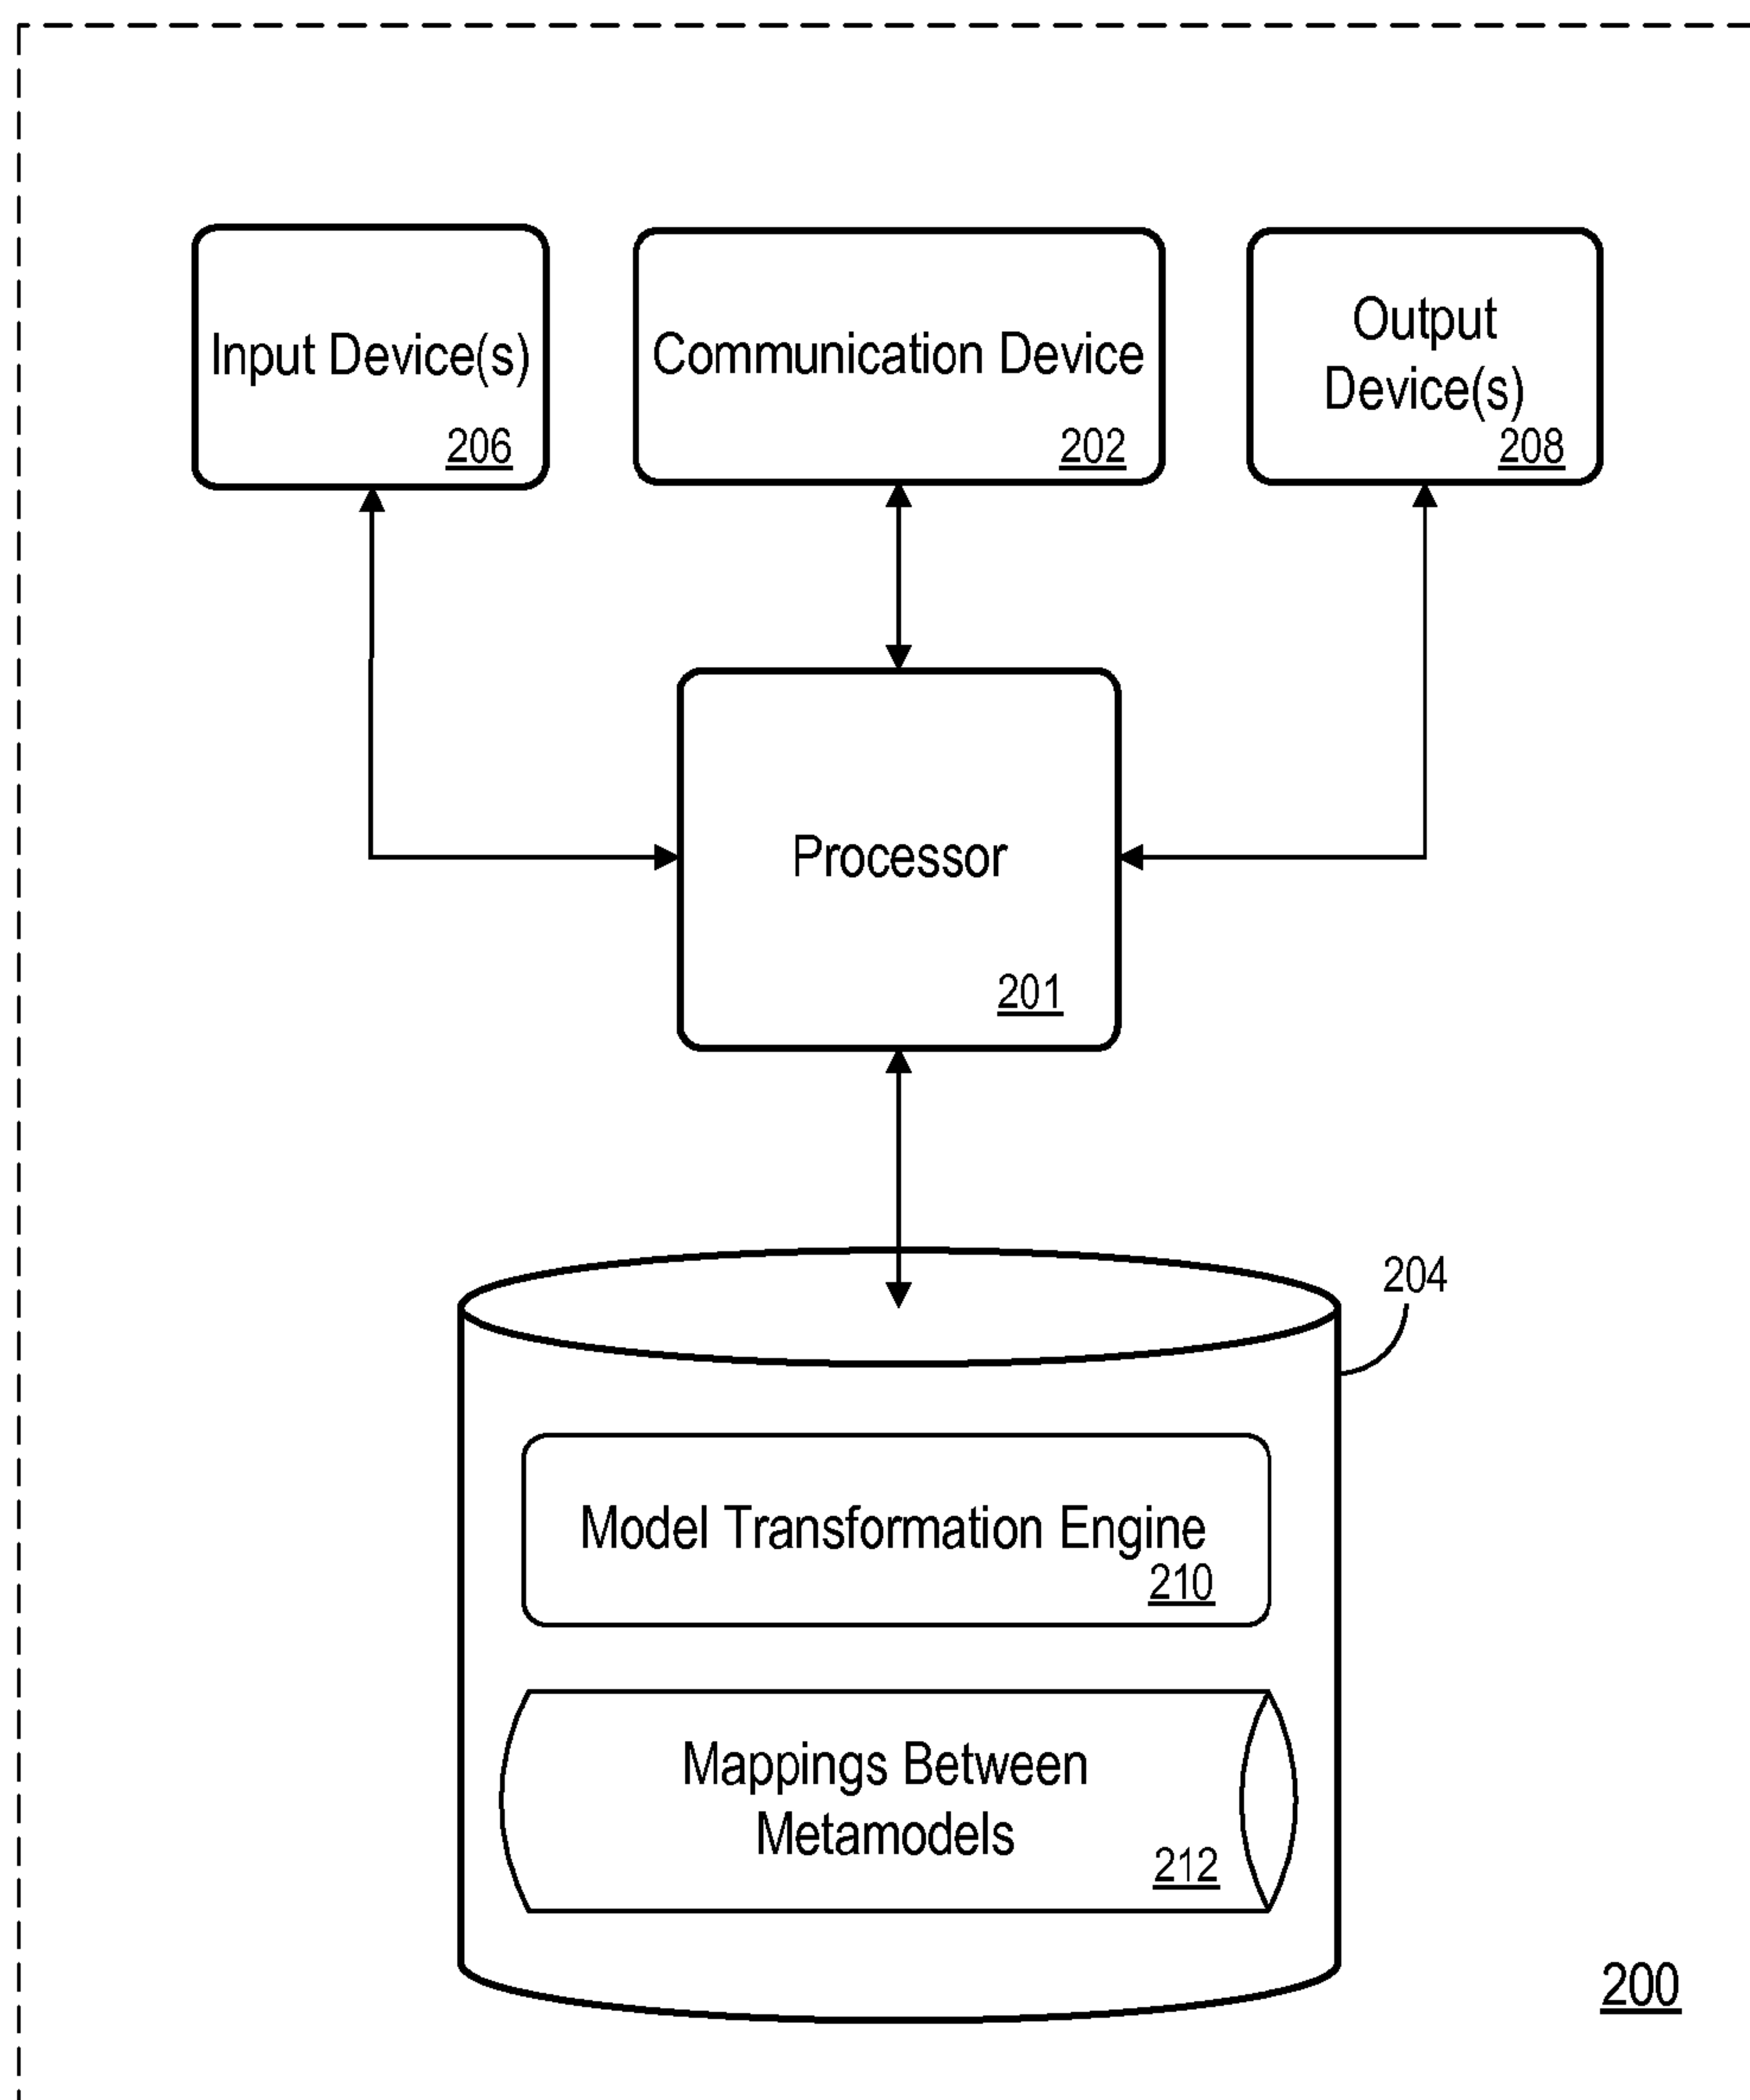 Input Device(s)
206
Communication Device
202
Output
Device(s)
208
Processor
201
204
Model Transformation Engine
210
Mappings Between
Metamodels
212
200